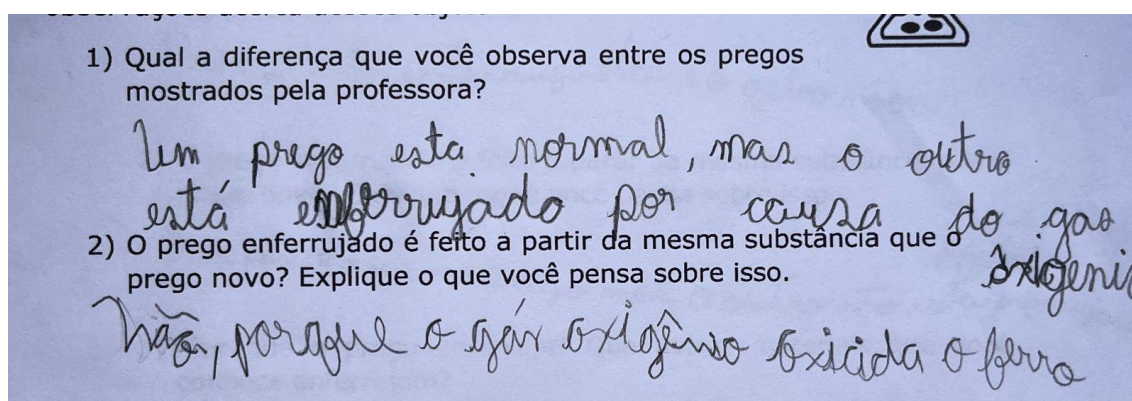 1) Qual a diferença que você observa entre os pregos
mostrados pela professora?
Um prego esta normal, mas o outro
está enferrujado por causa do gas
oxigeni
2) O prego enferrujado é feito a partir da mesma substância que o
prego novo? Explique o que você pensa sobre isso.
Não, porque o gás oxigênio oxicida o ferro